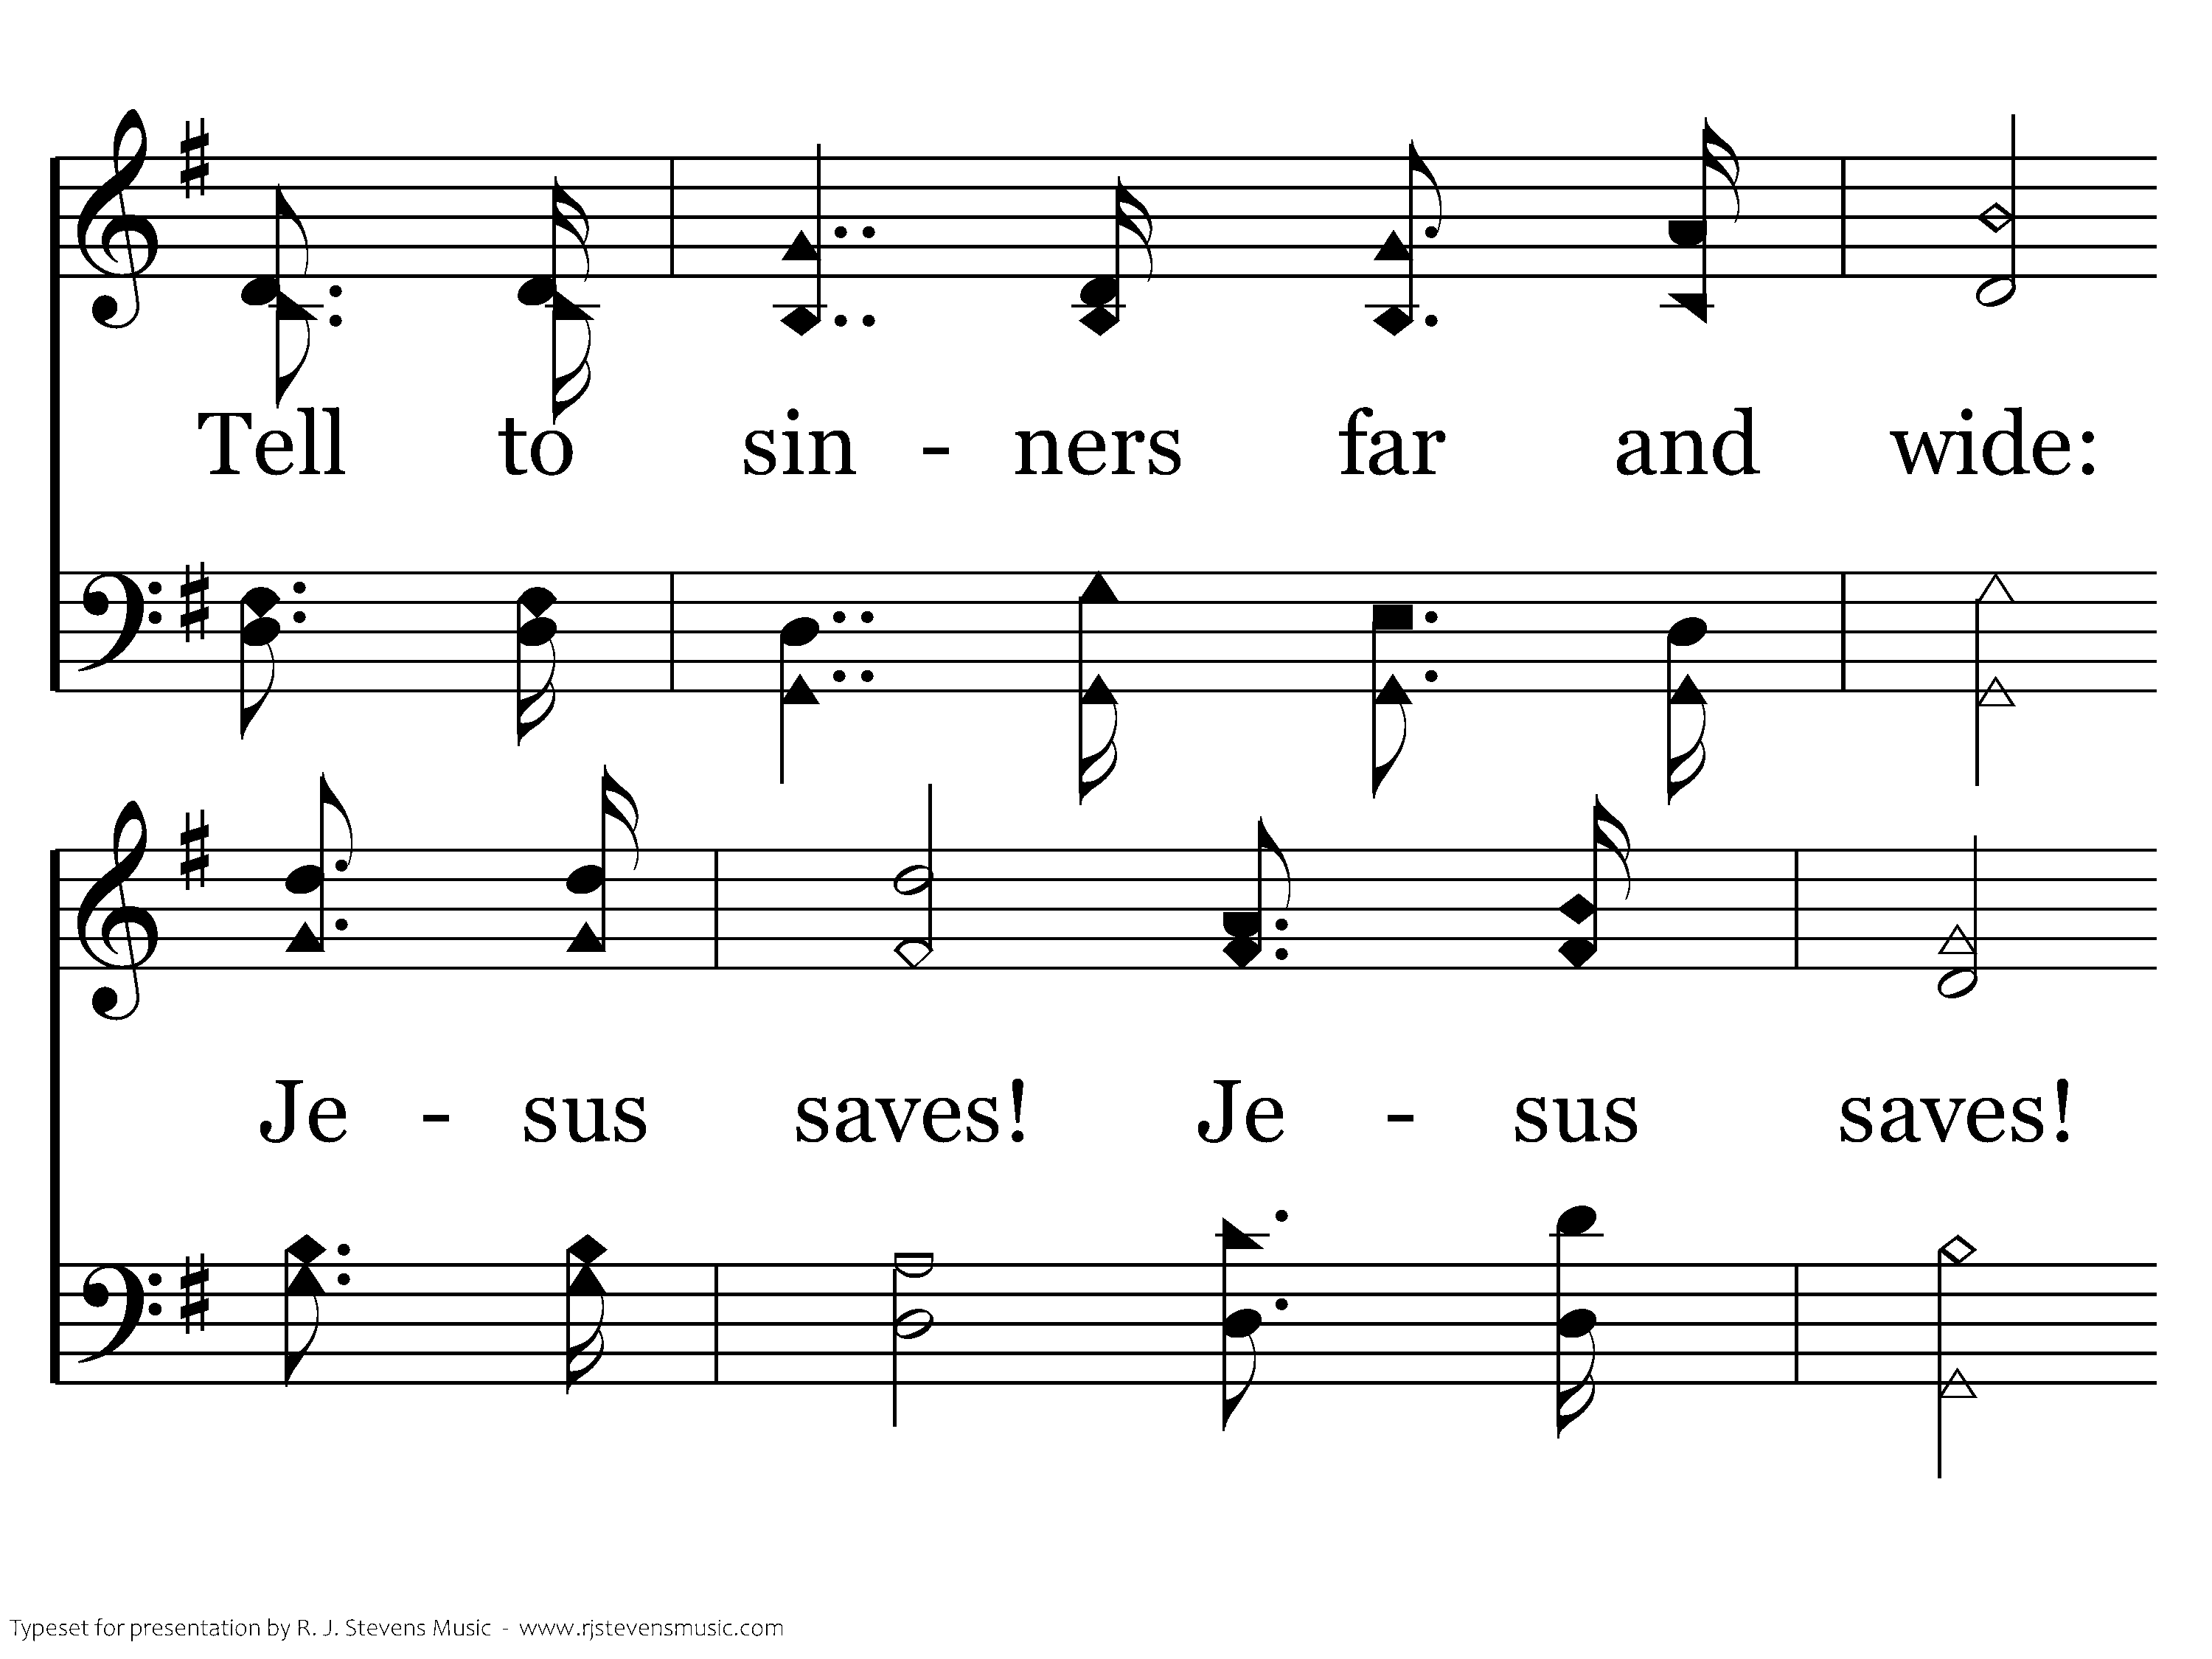 Tell to sin - ners far and wide:
Je - sus saves! Je - sus saves!
Typeset for presentation by R. J. Stevens Music - www.rjstevensmusic.com